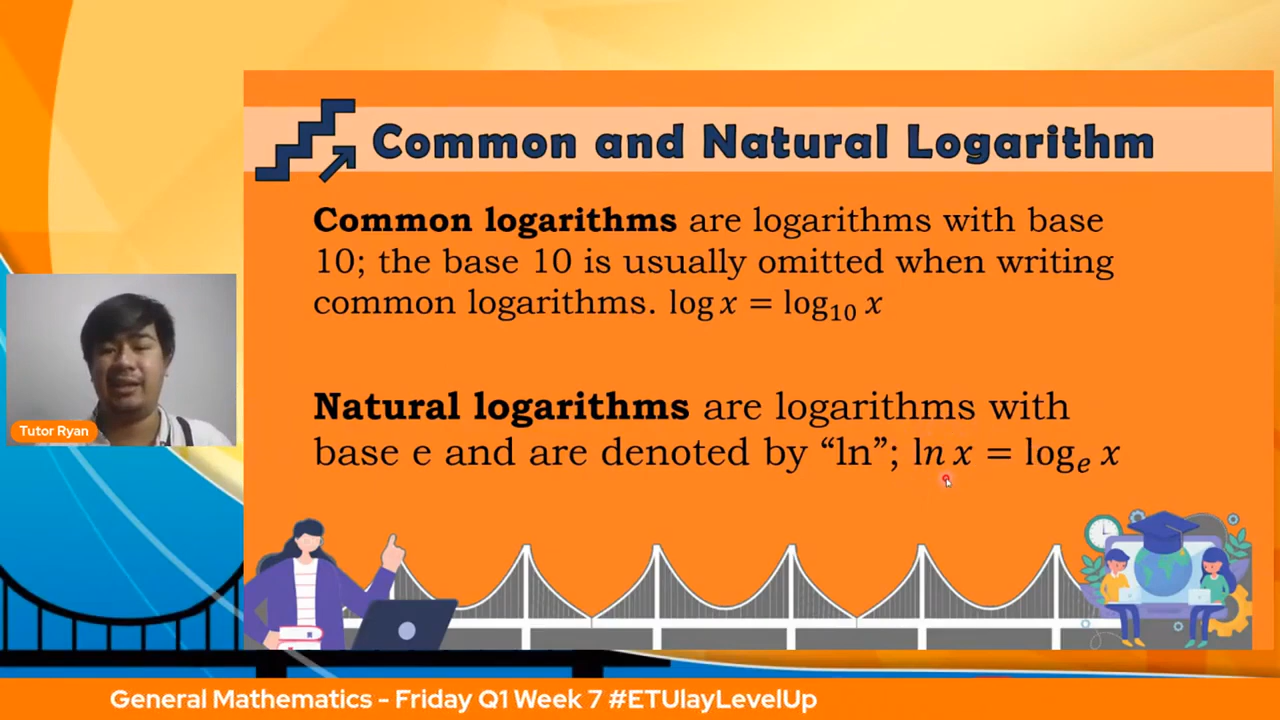 Common and Natural Logarithm
Common logarithms are logarithms with base
10; the base 10 is usually omitted when writing
common logarithms. log x = log₁₀ x
Natural logarithms are logarithms with
base e and are denoted by “ln”; ln x = logₑ x
Tutor Ryan
General Mathematics - Friday Q1 Week 7 #ETUlayLevelUp